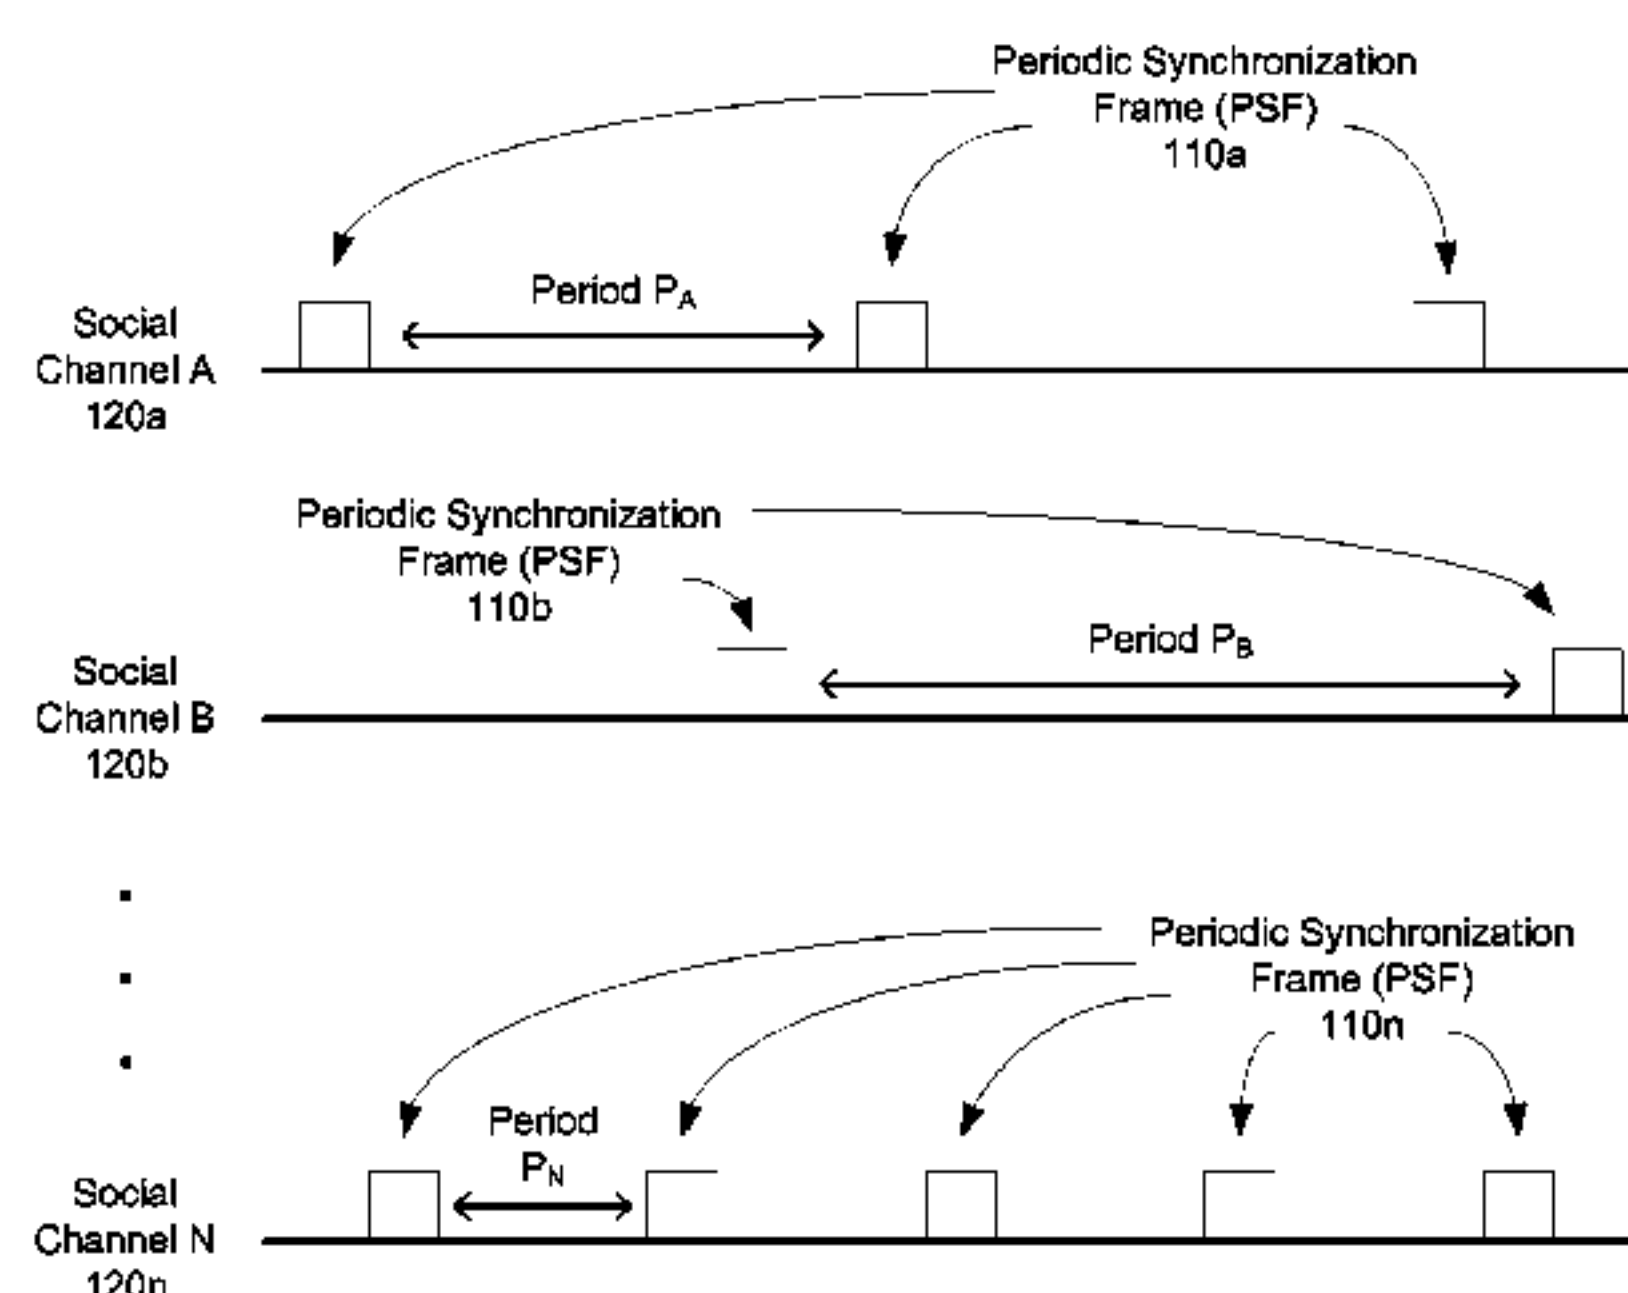 Periodic Synchronization
Frame (PSF)
110a
Period PA
Social
Channel A
120a
Periodic Synchronization
Frame (PSF)
110b
Period PB
Social
Channel B
120b
Periodic Synchronization
Frame (PSF)
110n
Period
PN
Social
Channel N
120n